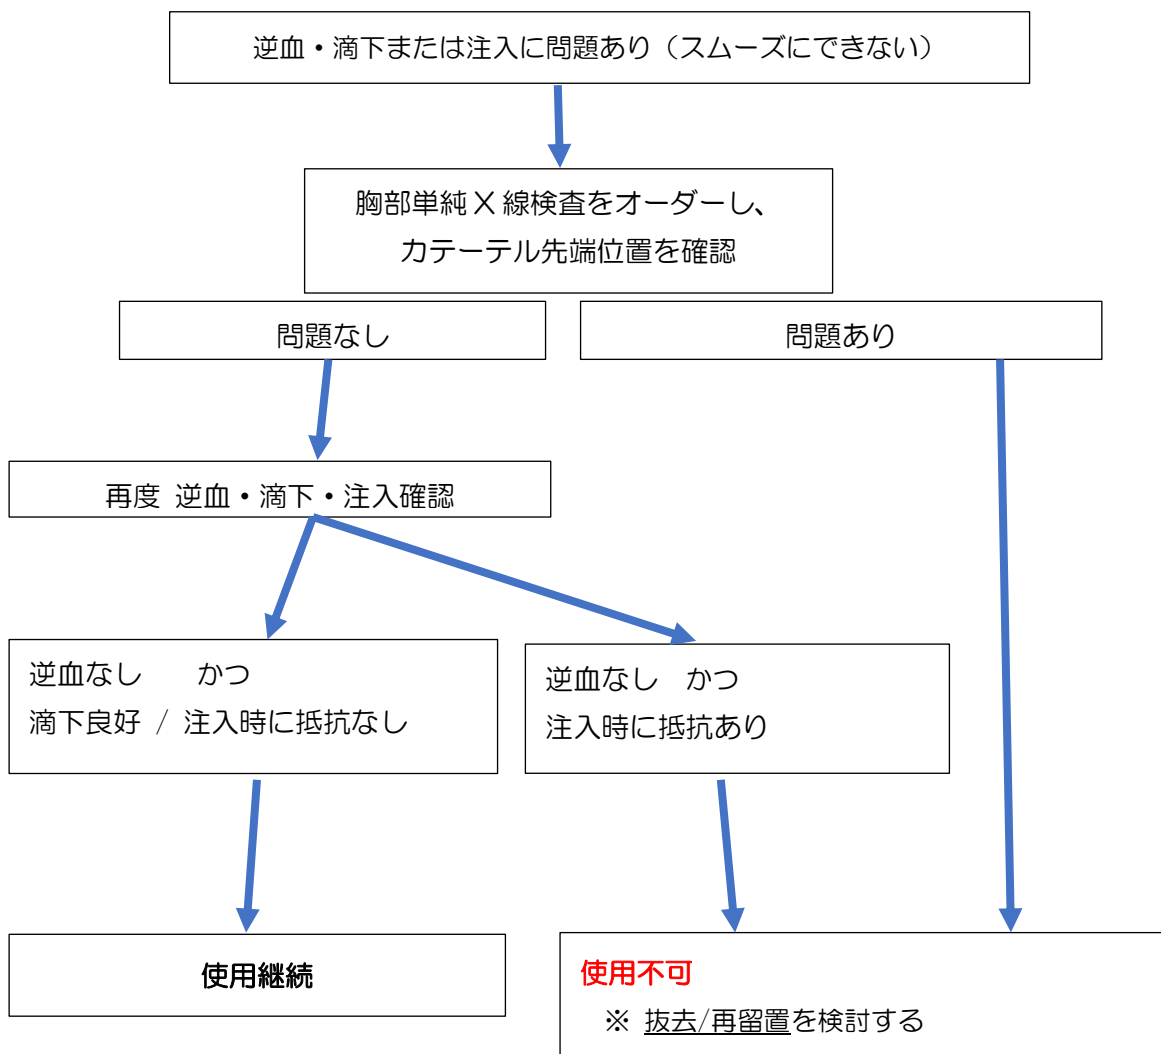 逆血・滴下または注入に問題あり（スムーズにできない）
胸部単純 X 線検査をオーダーし、
カテーテル先端位置を確認
問題なし
問題あり
再度 逆血・滴下・注入確認
逆血なし　　かつ
滴下良好 / 注入時に抵抗なし
逆血なし　かつ
注入時に抵抗あり
使用継続
使用不可
※ 抜去/再留置を検討する